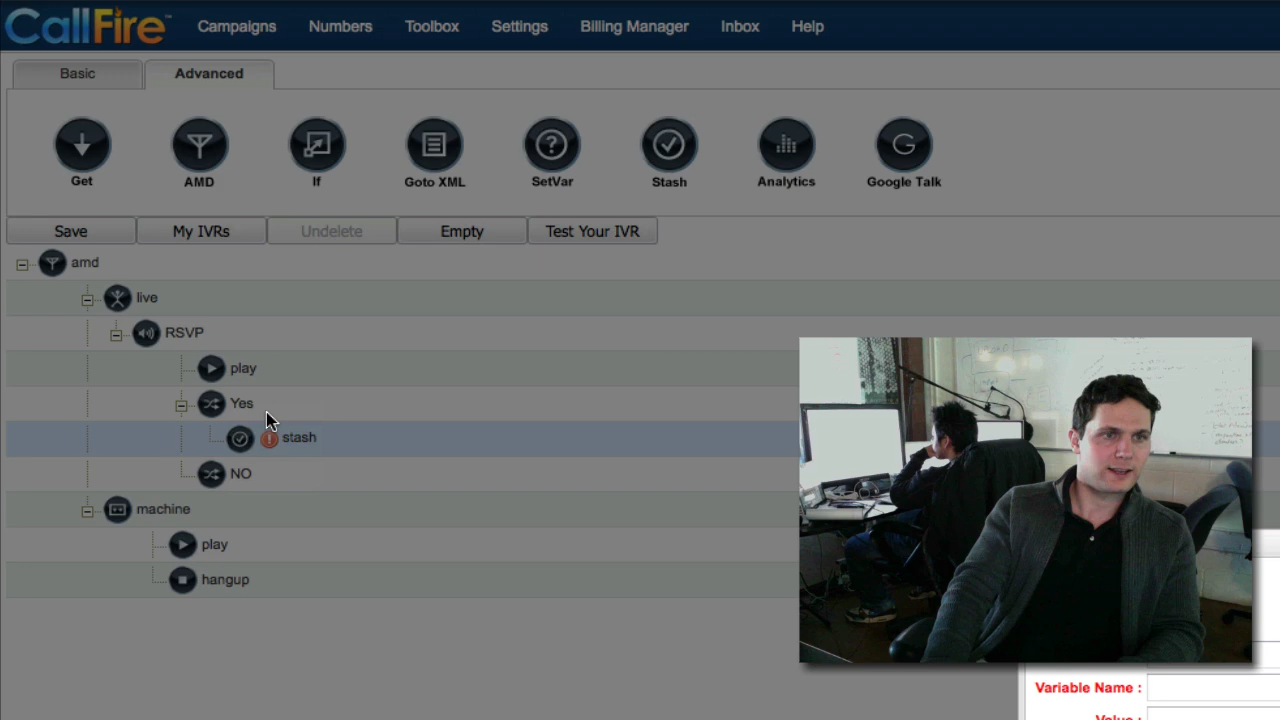 CallFire™ Campaigns Numbers Toolbox Settings Billing Manager Inbox Help
Basic Advanced
Get AMD If Goto XML SetVar Stash Analytics Google Talk
Save My IVRs Undelete Empty Test Your IVR
amd
live
RSVP
play
Yes
stash
NO
machine
play
hangup
Variable Name :
Value :